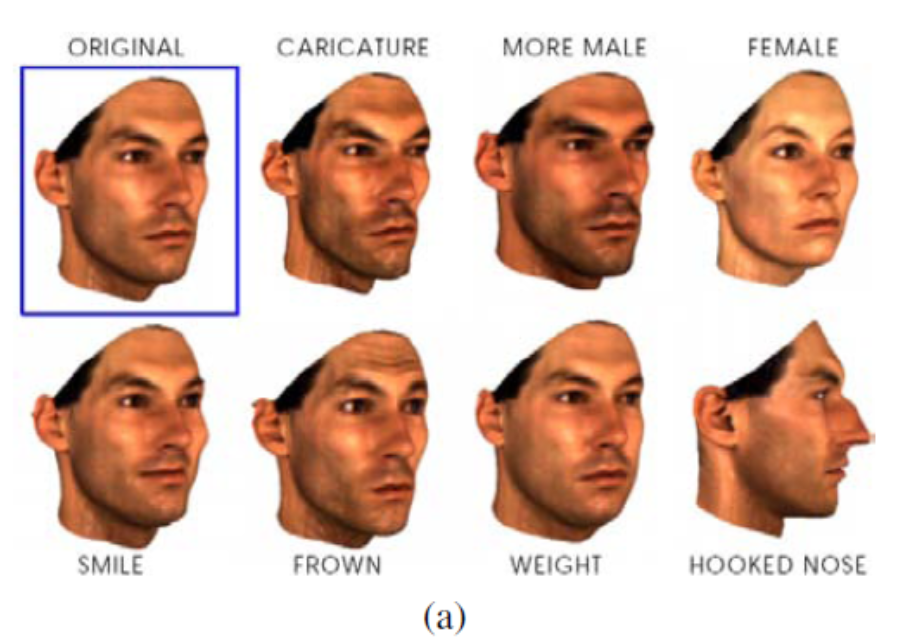 ORIGINAL CARICATURE MORE MALE FEMALE
SMILE FROWN WEIGHT HOOKED NOSE
(a)